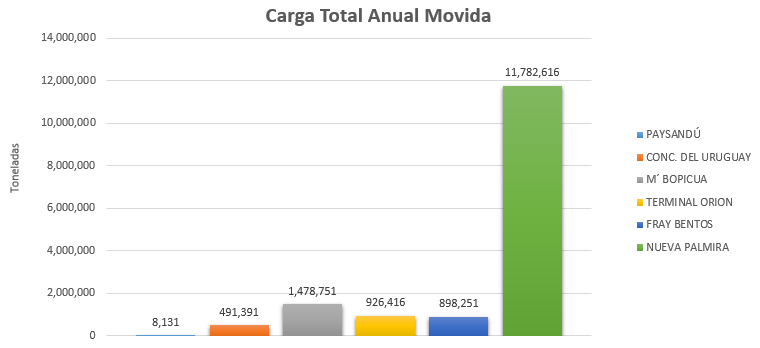 Carga Total Anual Movida
14,000,000
12,000,000
10,000,000
8,000,000
6,000,000
4,000,000
2,000,000
0
Toneladas
8,131
491,391
1,478,751
926,416
898,251
11,782,616
PAYSANDÚ
CONC. DEL URUGUAY
M´ BOPICUA
TERMINAL ORION
FRAY BENTOS
NUEVA PALMIRA